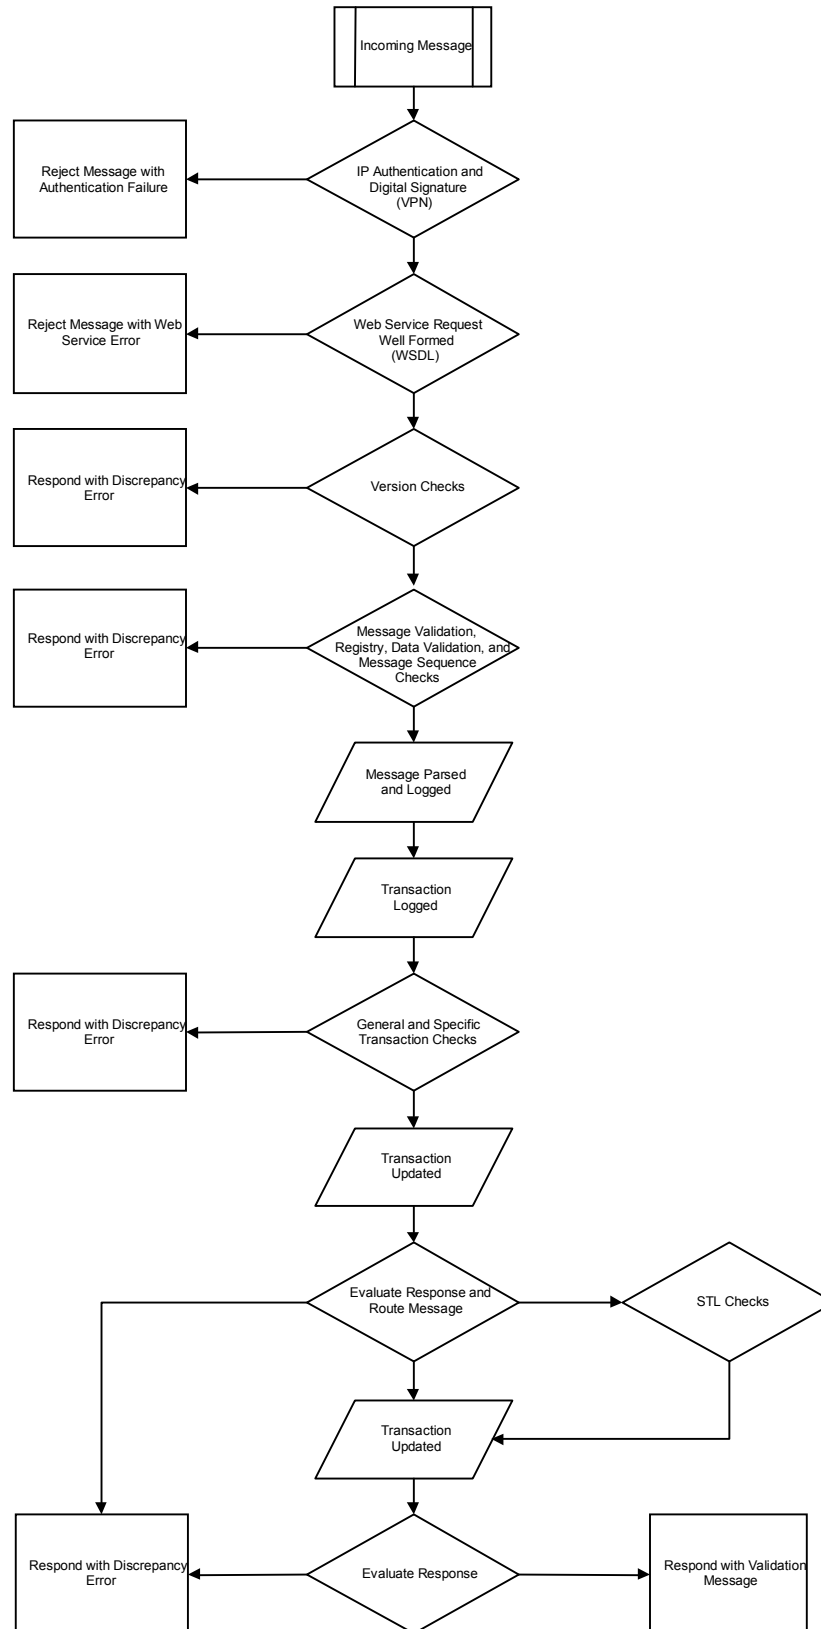 Incoming Message
Reject Message with
Authentication Failure
IP Authentication and
Digital Signature
(VPN)
Reject Message with Web
Service Error
Web Service Request
Well Formed
(WSDL)
Respond with Discrepancy
Error
Version Checks
Respond with Discrepancy
Error
Message Validation,
Registry, Data Validation, and
Message Sequence
Checks
Message Parsed
and Logged
Transaction
Logged
Respond with Discrepancy
Error
General and Specific
Transaction Checks
Transaction
Updated
Evaluate Response and
Route Message
STL Checks
Transaction
Updated
Respond with Discrepancy
Error
Evaluate Response
Respond with Validation
Message